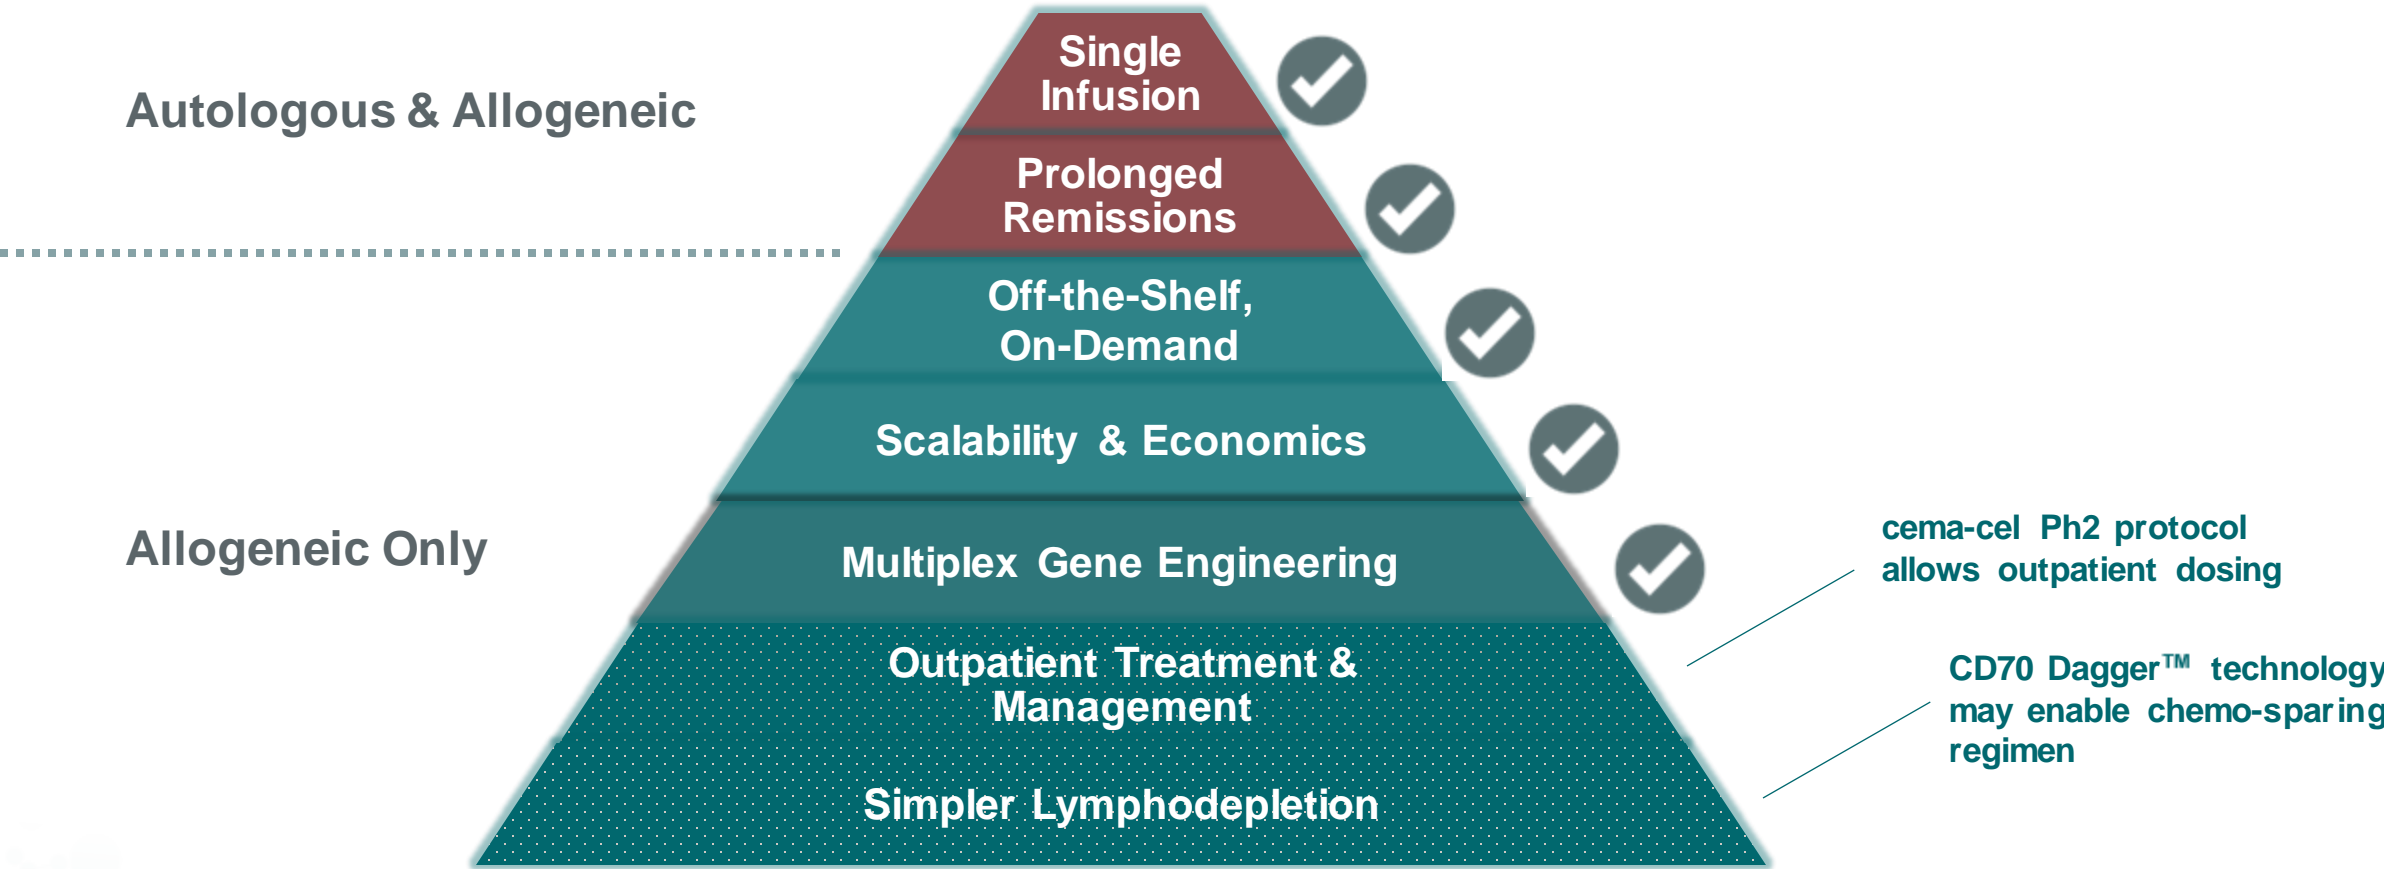 Autologous & Allogeneic
Single
Infusion
Prolonged
Remissions
Off-the-Shelf,
On-Demand
Scalability & Economics
Allogeneic Only
Multiplex Gene Engineering
Outpatient Treatment &
Management
Simpler Lymphodepletion
cema-cel Ph2 protocol
allows outpatient dosing
CD70 Dagger™ technology
may enable chemo-sparing
regimen